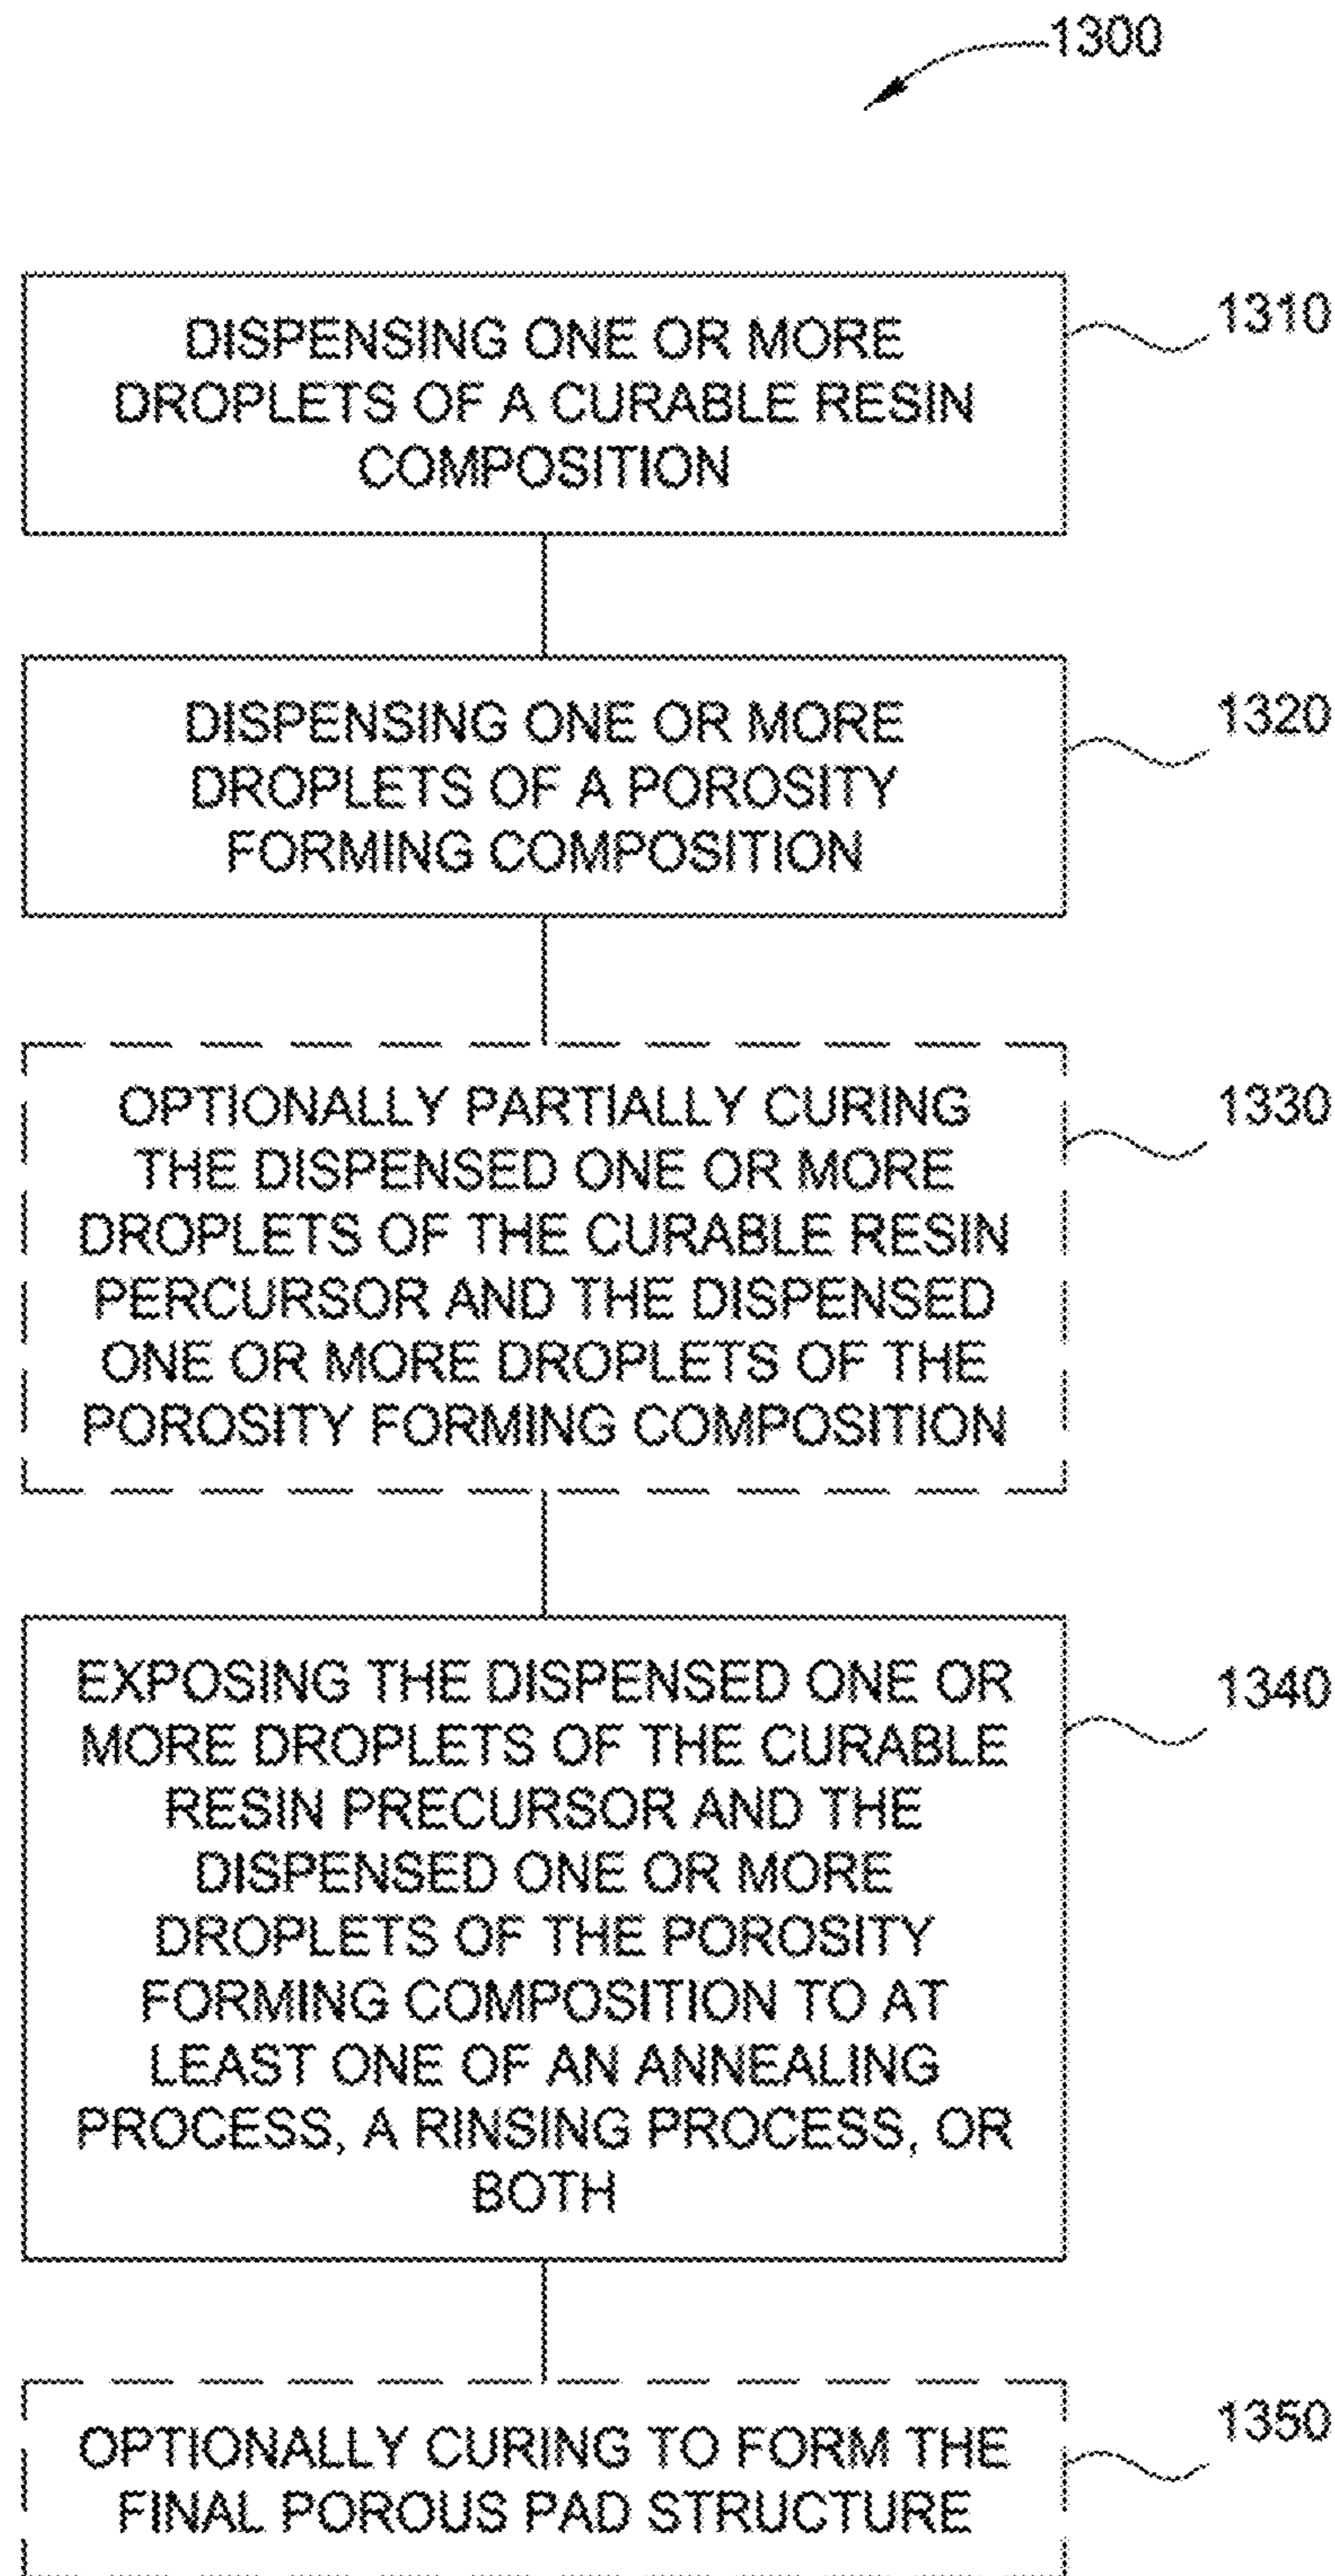 1300
DISPENSING ONE OR MORE
DROPLETS OF A CURABLE RESIN
COMPOSITION
1310
DISPENSING ONE OR MORE
DROPLETS OF A POROSITY
FORMING COMPOSITION
1320
OPTIONALLY PARTIALLY CURING
THE DISPENSED ONE OR MORE
DROPLETS OF THE CURABLE RESIN
PERCURSOR AND THE DISPENSED
ONE OR MORE DROPLETS OF THE
POROSITY FORMING COMPOSITION
1330
EXPOSING THE DISPENSED ONE OR
MORE DROPLETS OF THE CURABLE
RESIN PRECURSOR AND THE
DISPENSED ONE OR MORE
DROPLETS OF THE POROSITY
FORMING COMPOSITION TO AT
LEAST ONE OF AN ANNEALING
PROCESS, A RINSING PROCESS, OR
BOTH
1340
OPTIONALLY CURING TO FORM THE
FINAL POROUS PAD STRUCTURE
1350